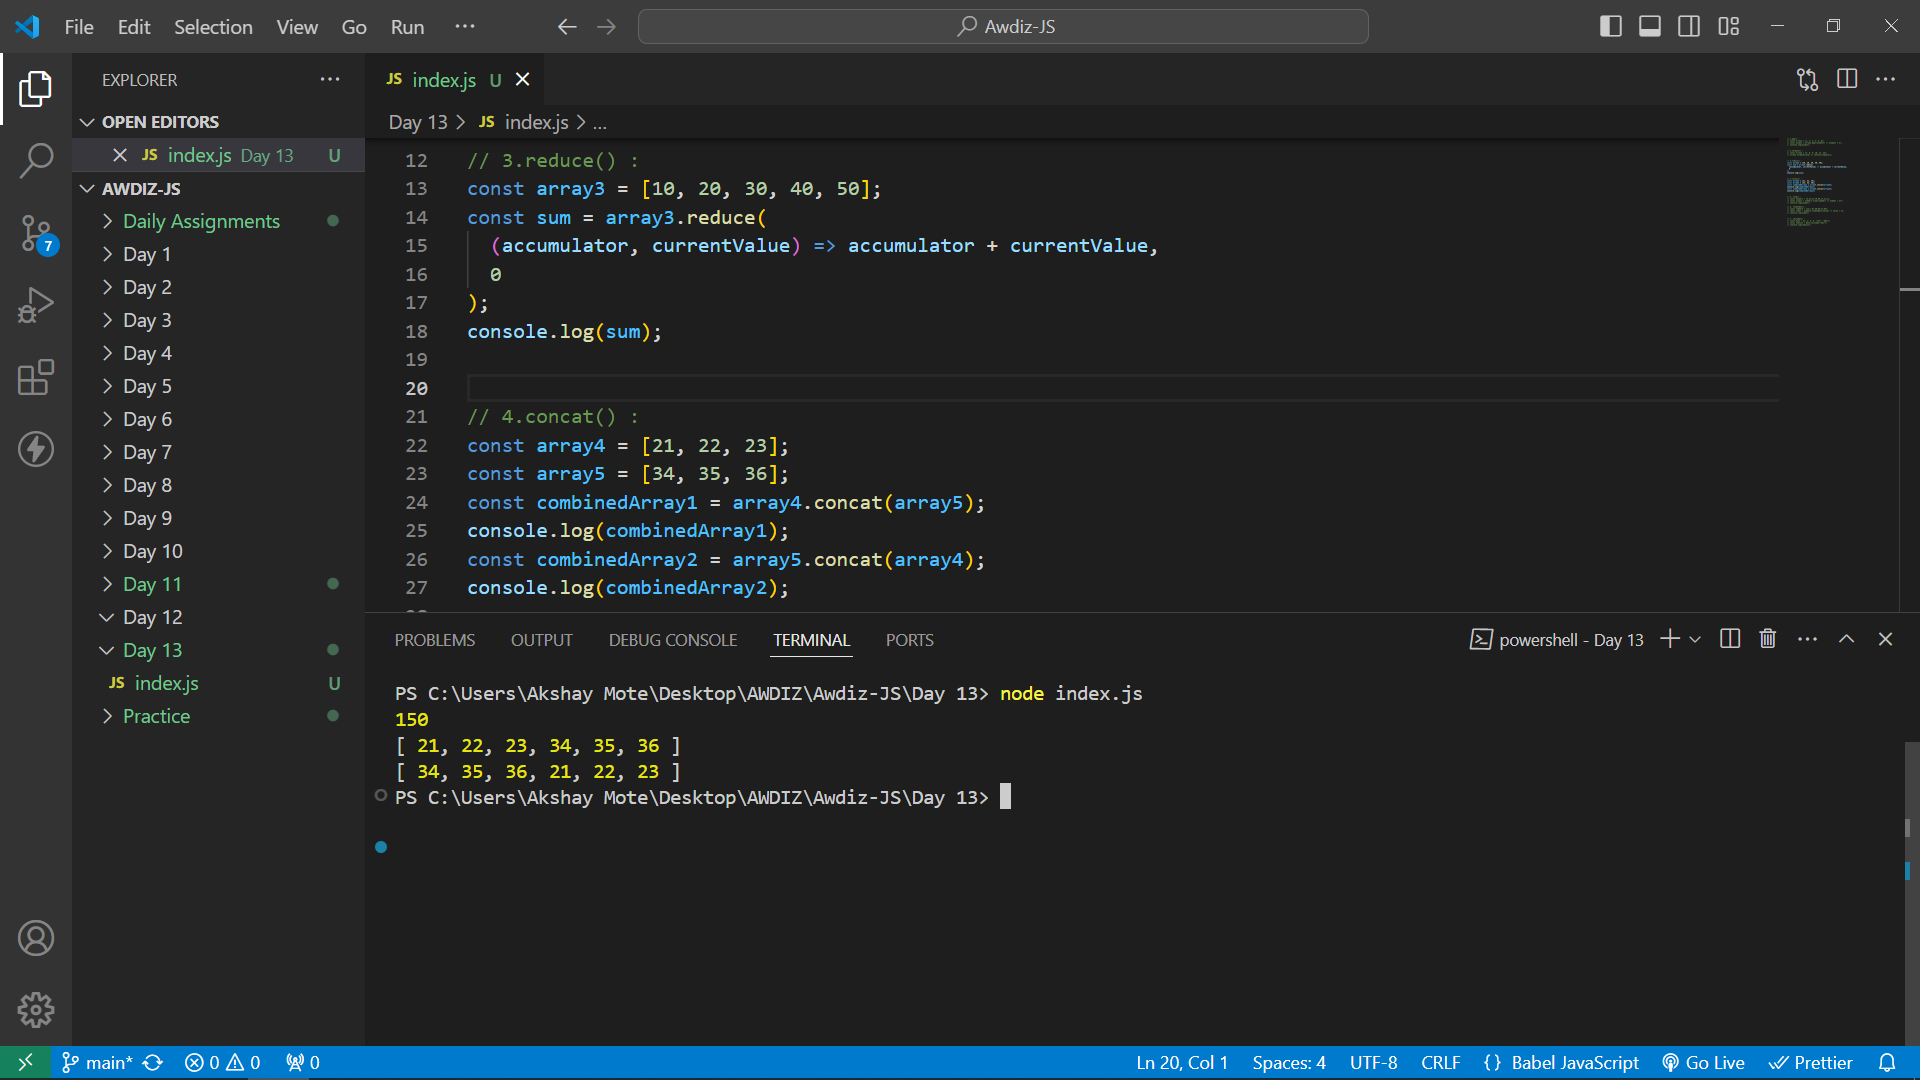 File Edit Selection View Go Run ··· Awdiz-JS
EXPLORER
OPEN EDITORS
JS index.js Day 13 U
AWDIZ-JS
Daily Assignments
Day 1
Day 2
Day 3
Day 4
Day 5
Day 6
Day 7
Day 8
Day 9
Day 10
Day 11
Day 12
Day 13
JS index.js U
Practice
7
JS index.js U
Day 13 > JS index.js > ...
12 // 3.reduce() :
13 const array3 = [10, 20, 30, 40, 50];
14 const sum = array3.reduce(
15 (accumulator, currentValue) => accumulator + currentValue,
16 0
17 );
18 console.log(sum);
19
20
21 // 4.concat() :
22 const array4 = [21, 22, 23];
23 const array5 = [34, 35, 36];
24 const combinedArray1 = array4.concat(array5);
25 console.log(combinedArray1);
26 const combinedArray2 = array5.concat(array4);
27 console.log(combinedArray2);
PROBLEMS OUTPUT DEBUG CONSOLE TERMINAL PORTS powershell - Day 13
PS C:\Users\Akshay Mote\Desktop\AWDIZ\Awdiz-JS\Day 13> node index.js
150
[ 21, 22, 23, 34, 35, 36 ]
[ 34, 35, 36, 21, 22, 23 ]
PS C:\Users\Akshay Mote\Desktop\AWDIZ\Awdiz-JS\Day 13>
main* 0 0 0 Ln 20, Col 1 Spaces: 4 UTF-8 CRLF {} Babel JavaScript Go Live Prettier